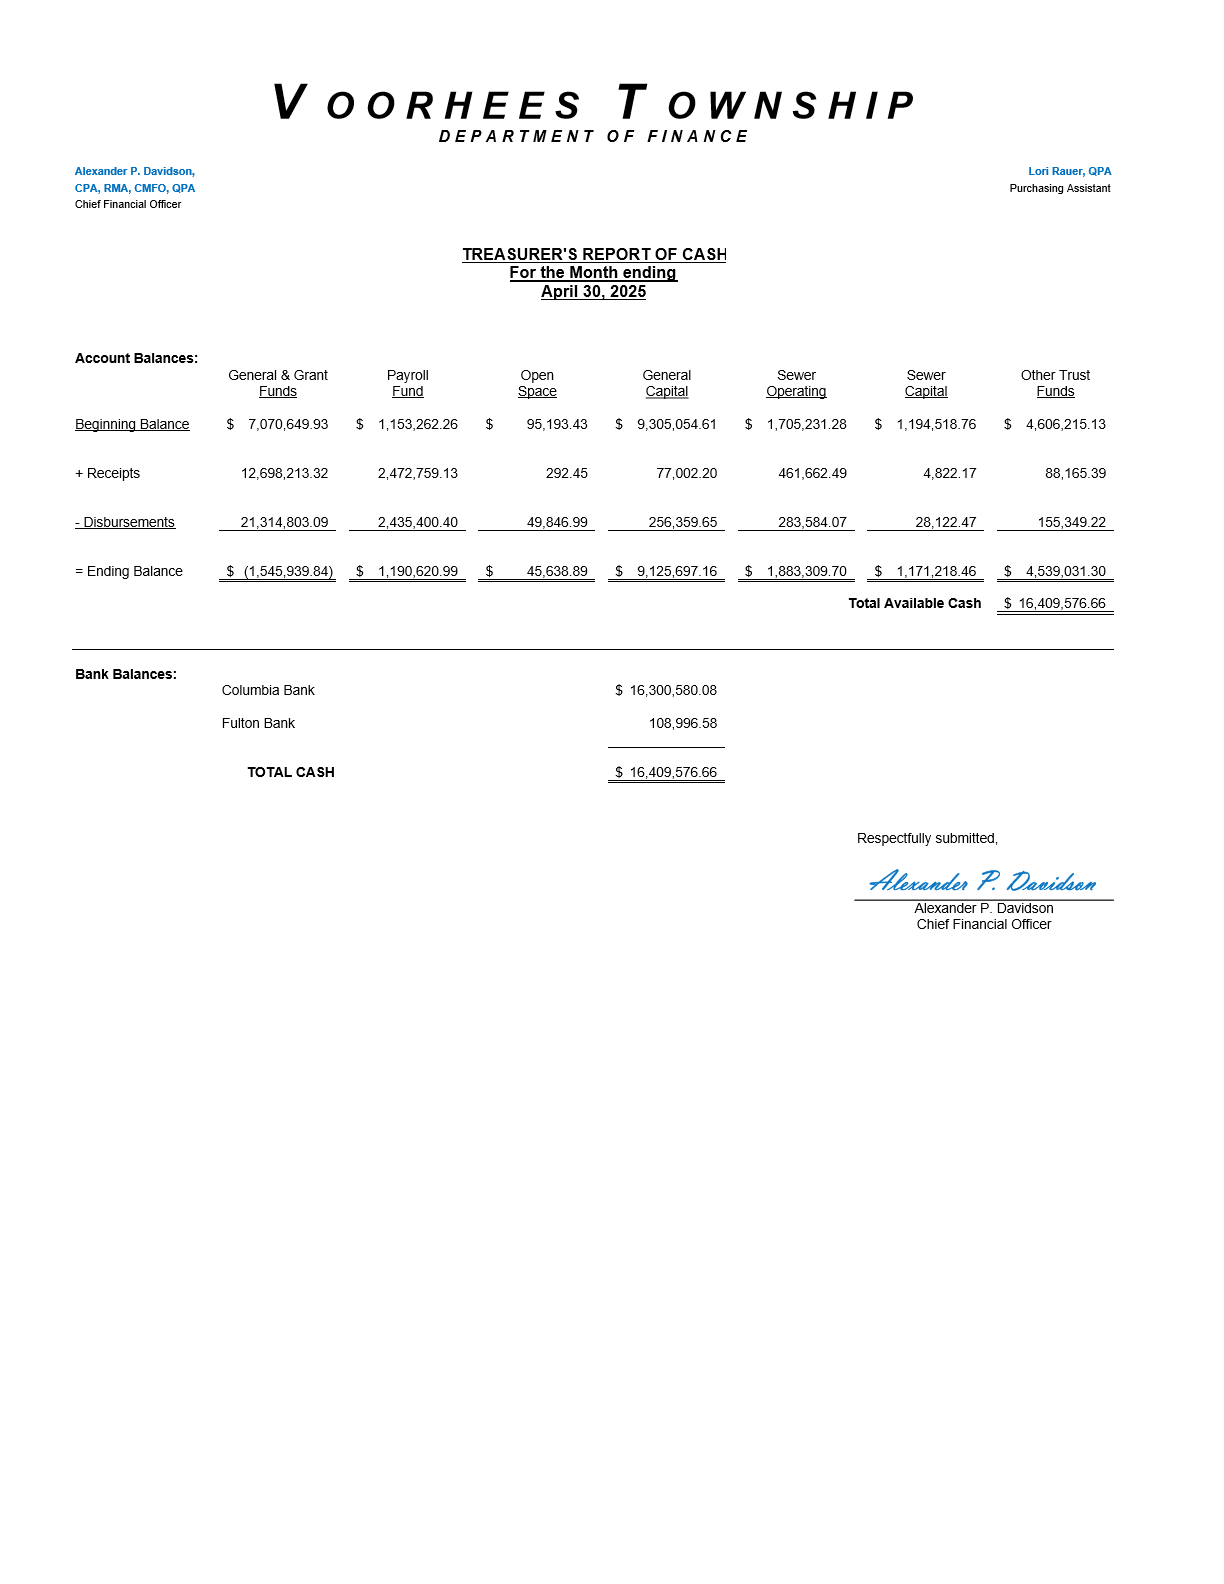 VOORHEES TOWNSHIP
DEPARTMENT OF FINANCE
Alexander P. Davidson, Lori Rauer, QPA
CPA, RMA, CMFO, QPA Purchasing Assistant
Chief Financial Officer
TREASURER'S REPORT OF CASH
For the Month ending
April 30, 2025
Account Balances:
General & Grant Payroll Open General Sewer Sewer Other Trust
Funds Fund Space Capital Operating Capital Funds
Beginning Balance $ 7,070,649.93 $ 1,153,262.26 $ 95,193.43 $ 9,305,054.61 $ 1,705,231.28 $ 1,194,518.76 $ 4,606,215.13
+ Receipts 12,698,213.32 2,472,759.13 292.45 77,002.20 461,662.49 4,822.17 88,165.39
- Disbursements 21,314,803.09 2,435,400.40 49,846.99 256,359.65 283,584.07 28,122.47 155,349.22
= Ending Balance $ (1,545,939.84) $ 1,190,620.99 $ 45,638.89 $ 9,125,697.16 $ 1,883,309.70 $ 1,171,218.46 $ 4,539,031.30
Total Available Cash $ 16,409,576.66
Bank Balances:
Columbia Bank $ 16,300,580.08
Fulton Bank 108,996.58
TOTAL CASH $ 16,409,576.66
Respectfully submitted,
Alexander P. Davidson
Alexander P. Davidson
Chief Financial Officer